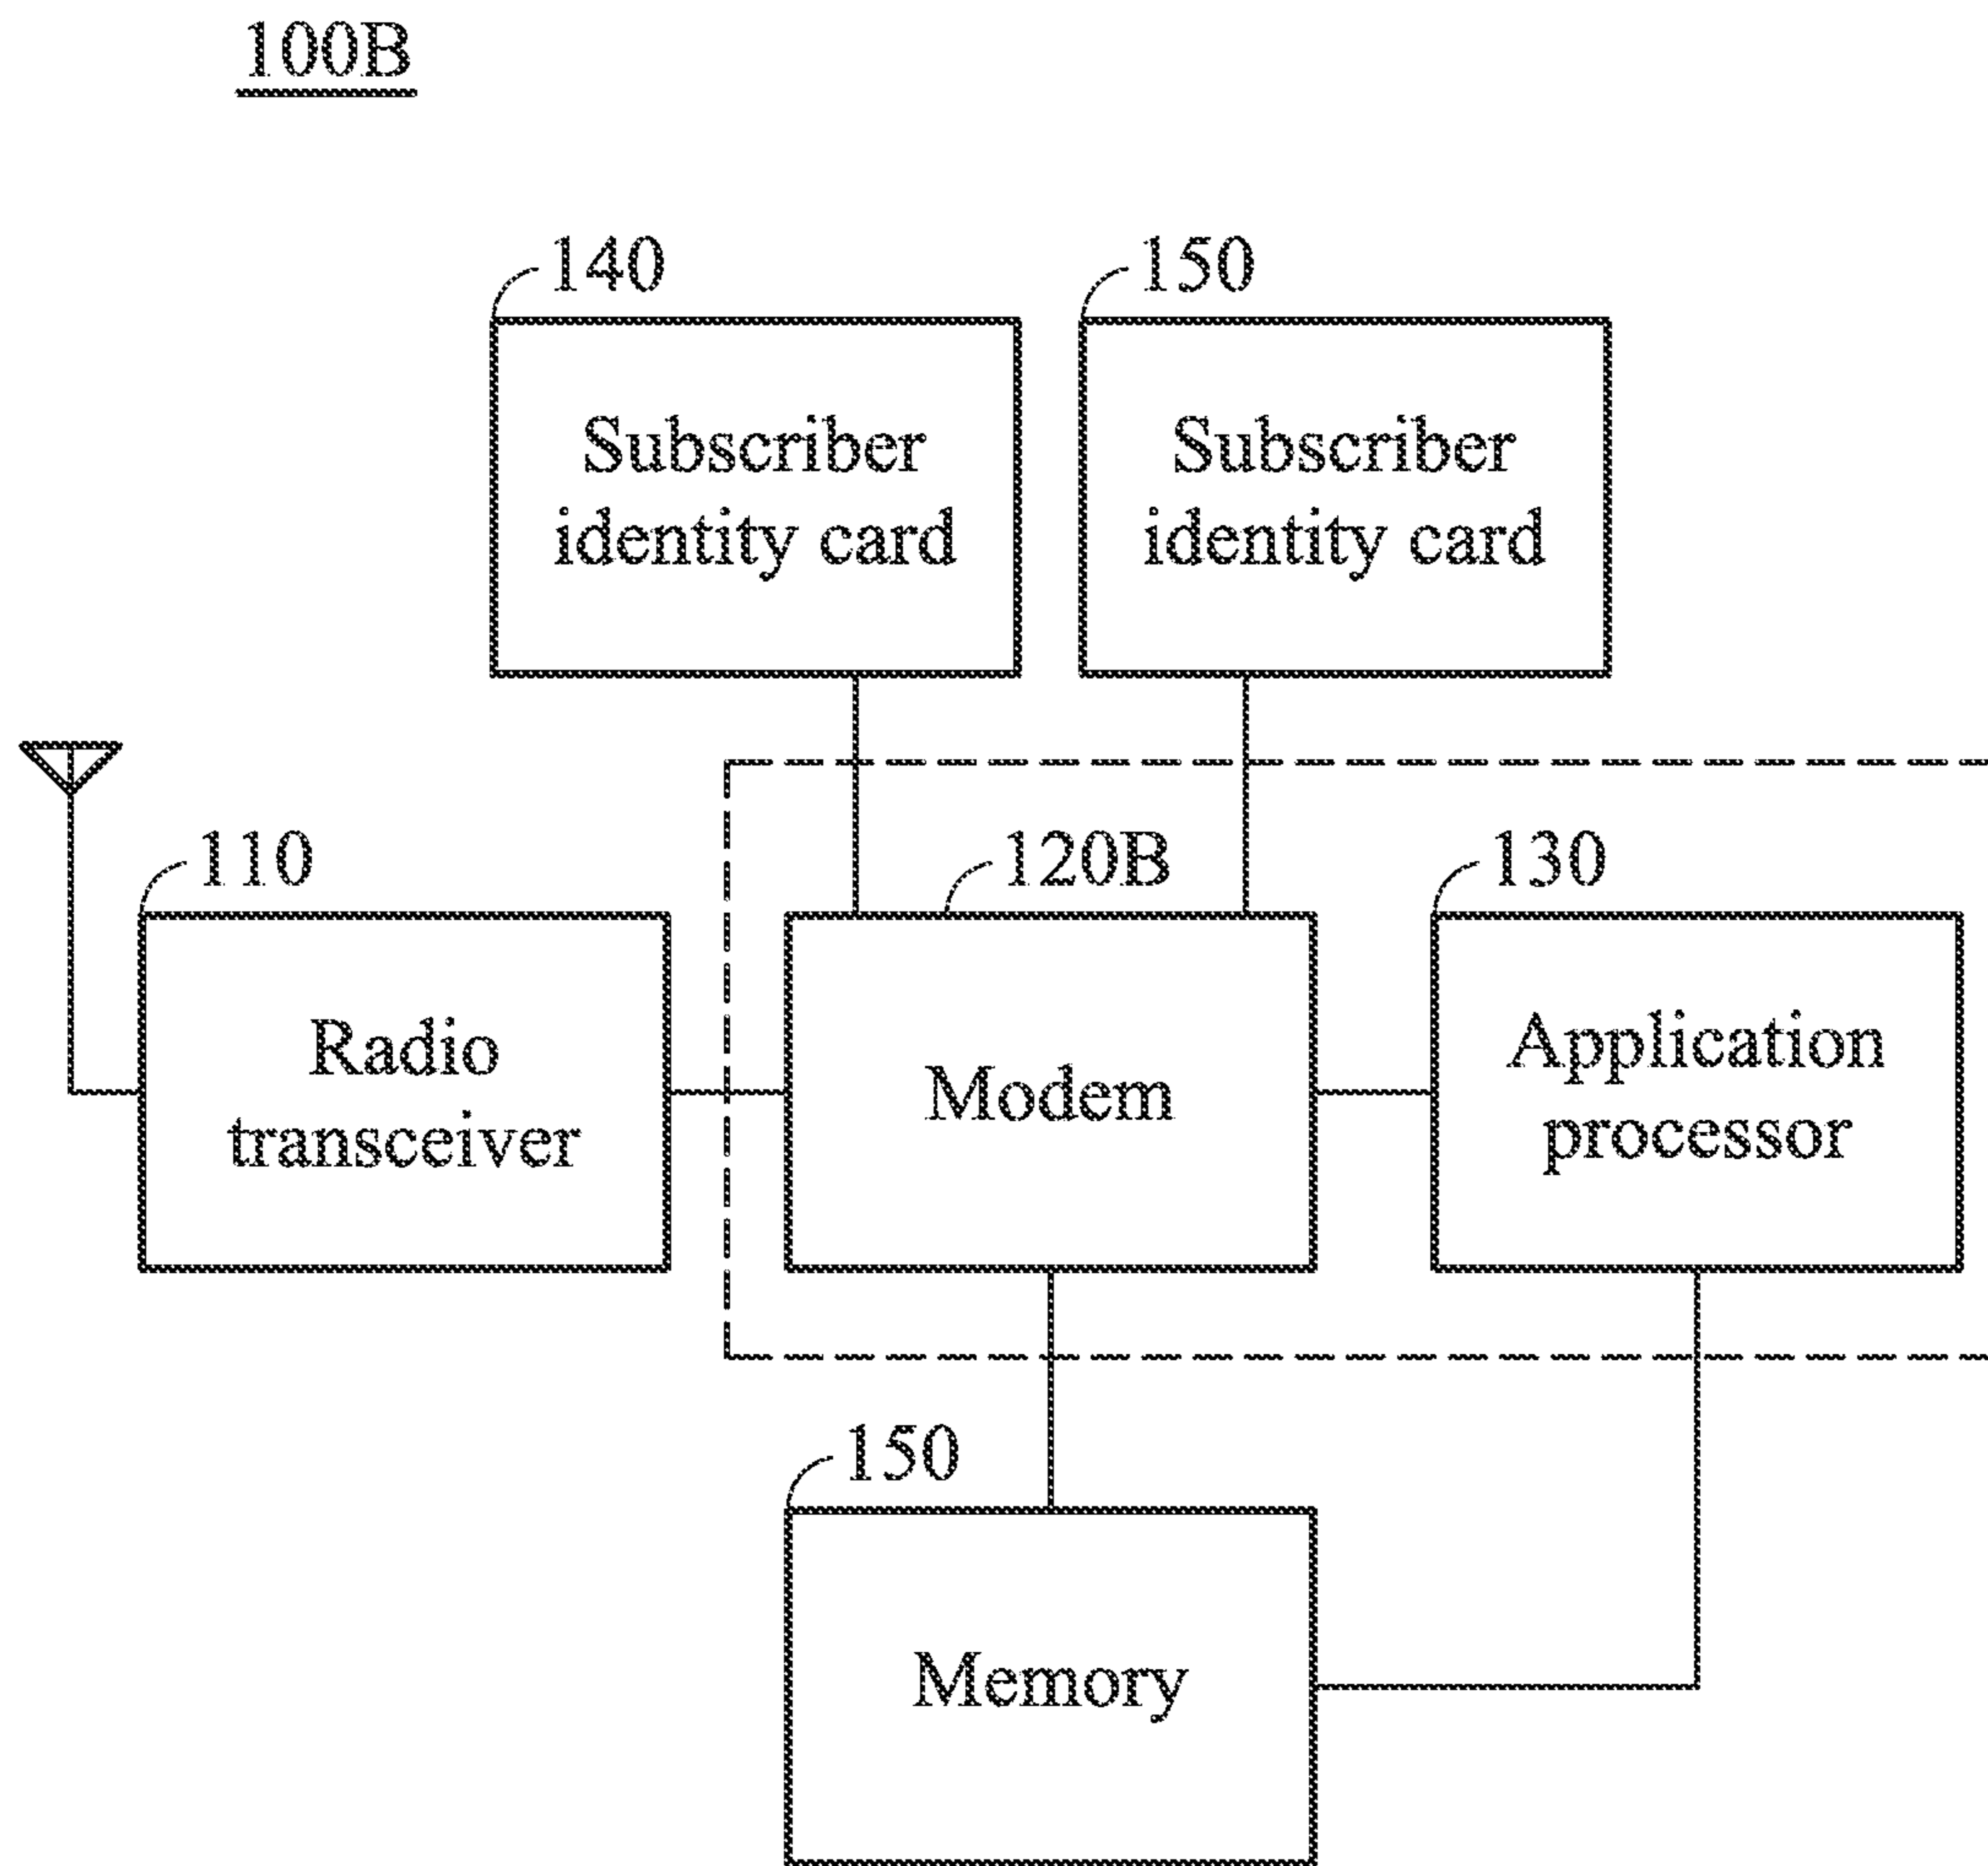 100B
140
150
Subscriber
identity card
Subscriber
identity card
110
120B
130
Radio
transceiver
Modem
Application
processor
150
Memory